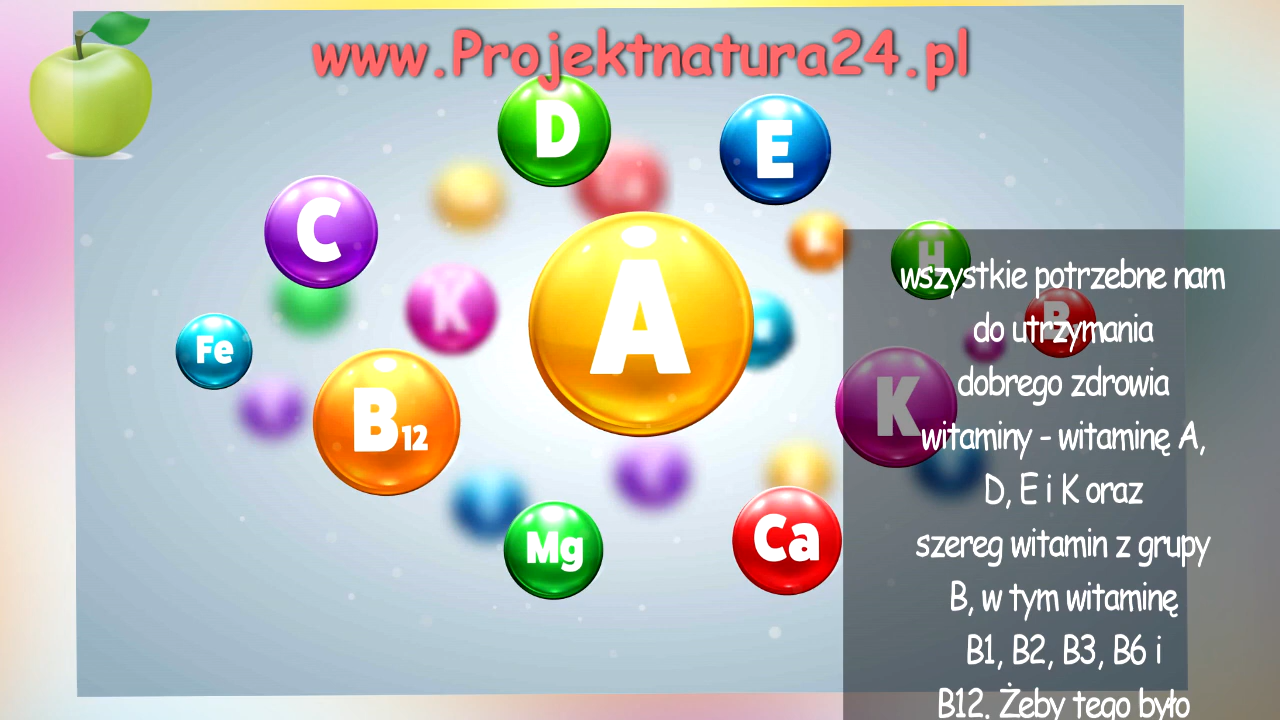 www.Projektnatura24.pl
D
E
C
A
H
K
B
Fe
K
B12
Mg
Ca
wszystkie potrzebne nam
do utrzymania
dobrego zdrowia
witaminy - witaminę A,
D, E i K oraz
szereg witamin z grupy
B, w tym witaminę
B1, B2, B3, B6 i
B12. Żeby tego było